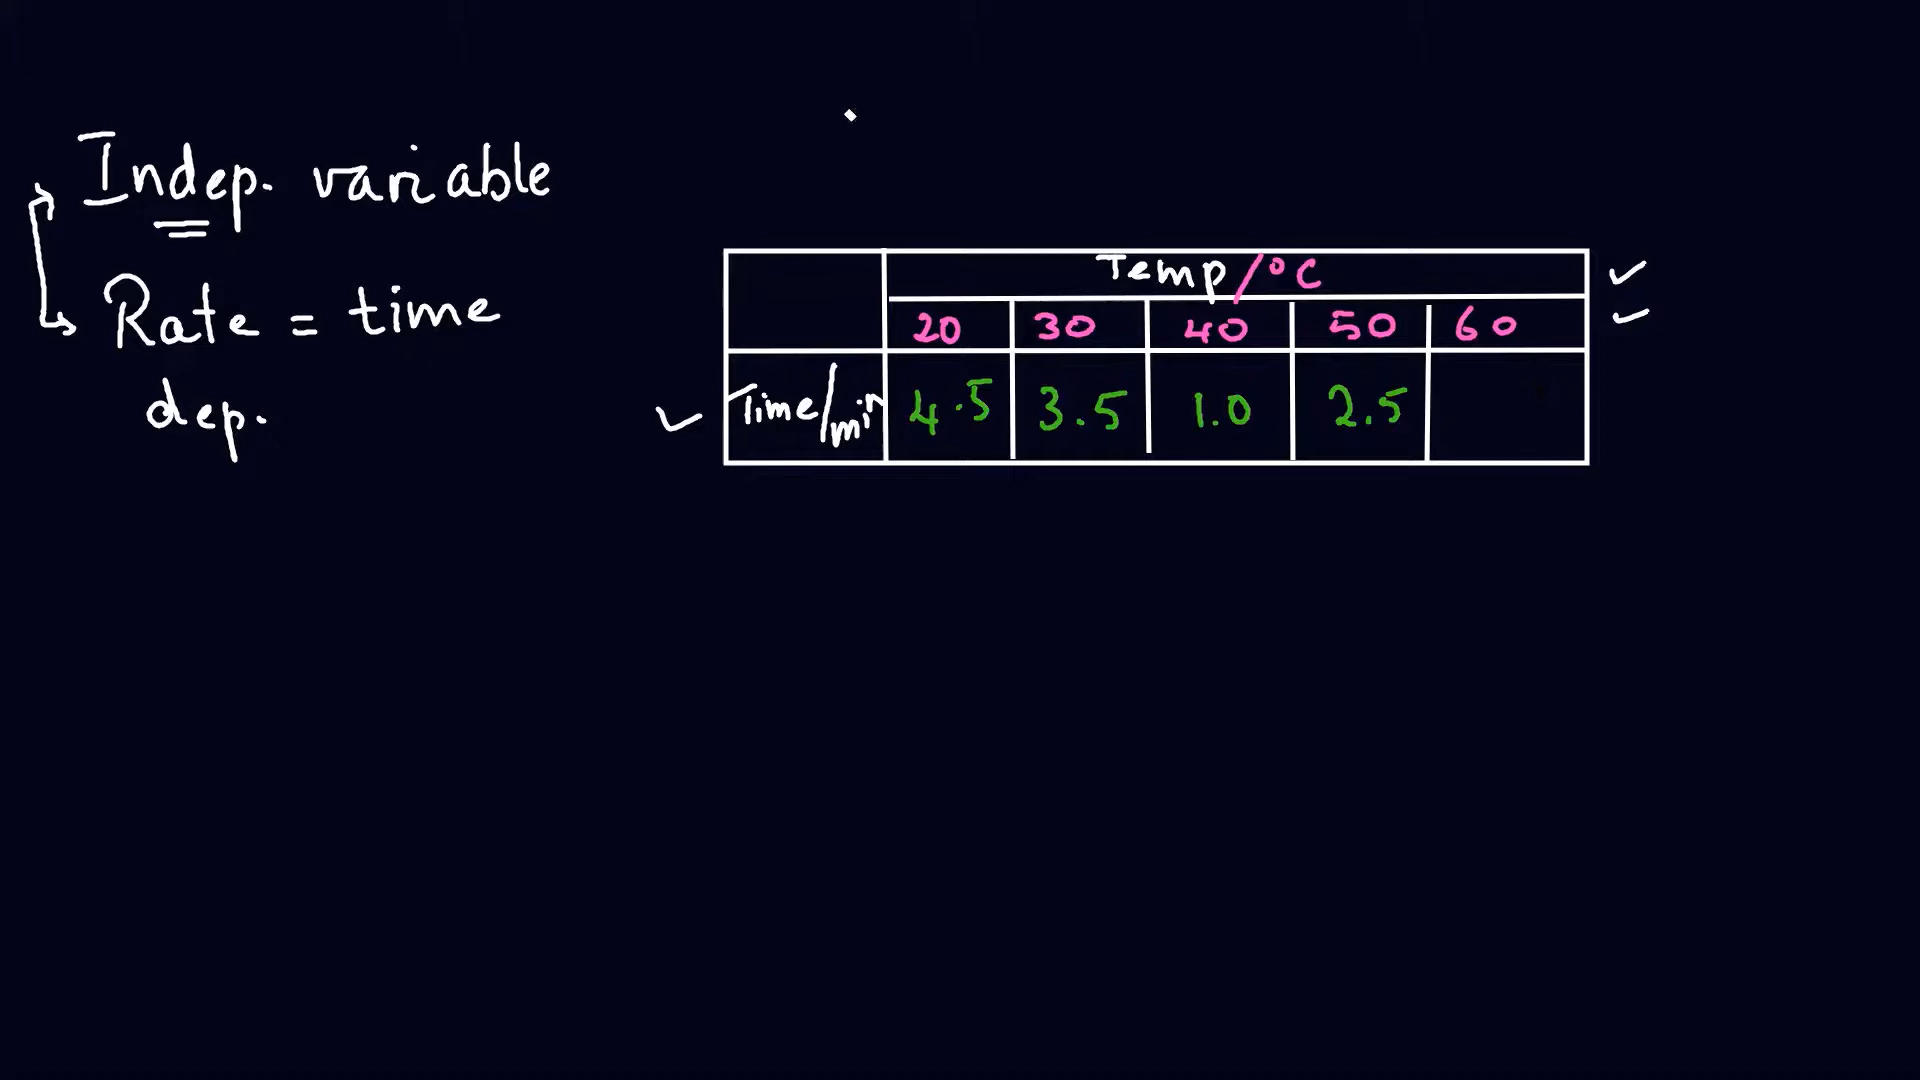 Indep. variable
Rate = time
dep.
Temp/°C
20 30 40 50 60
Time/min 4.5 3.5 1.0 2.5